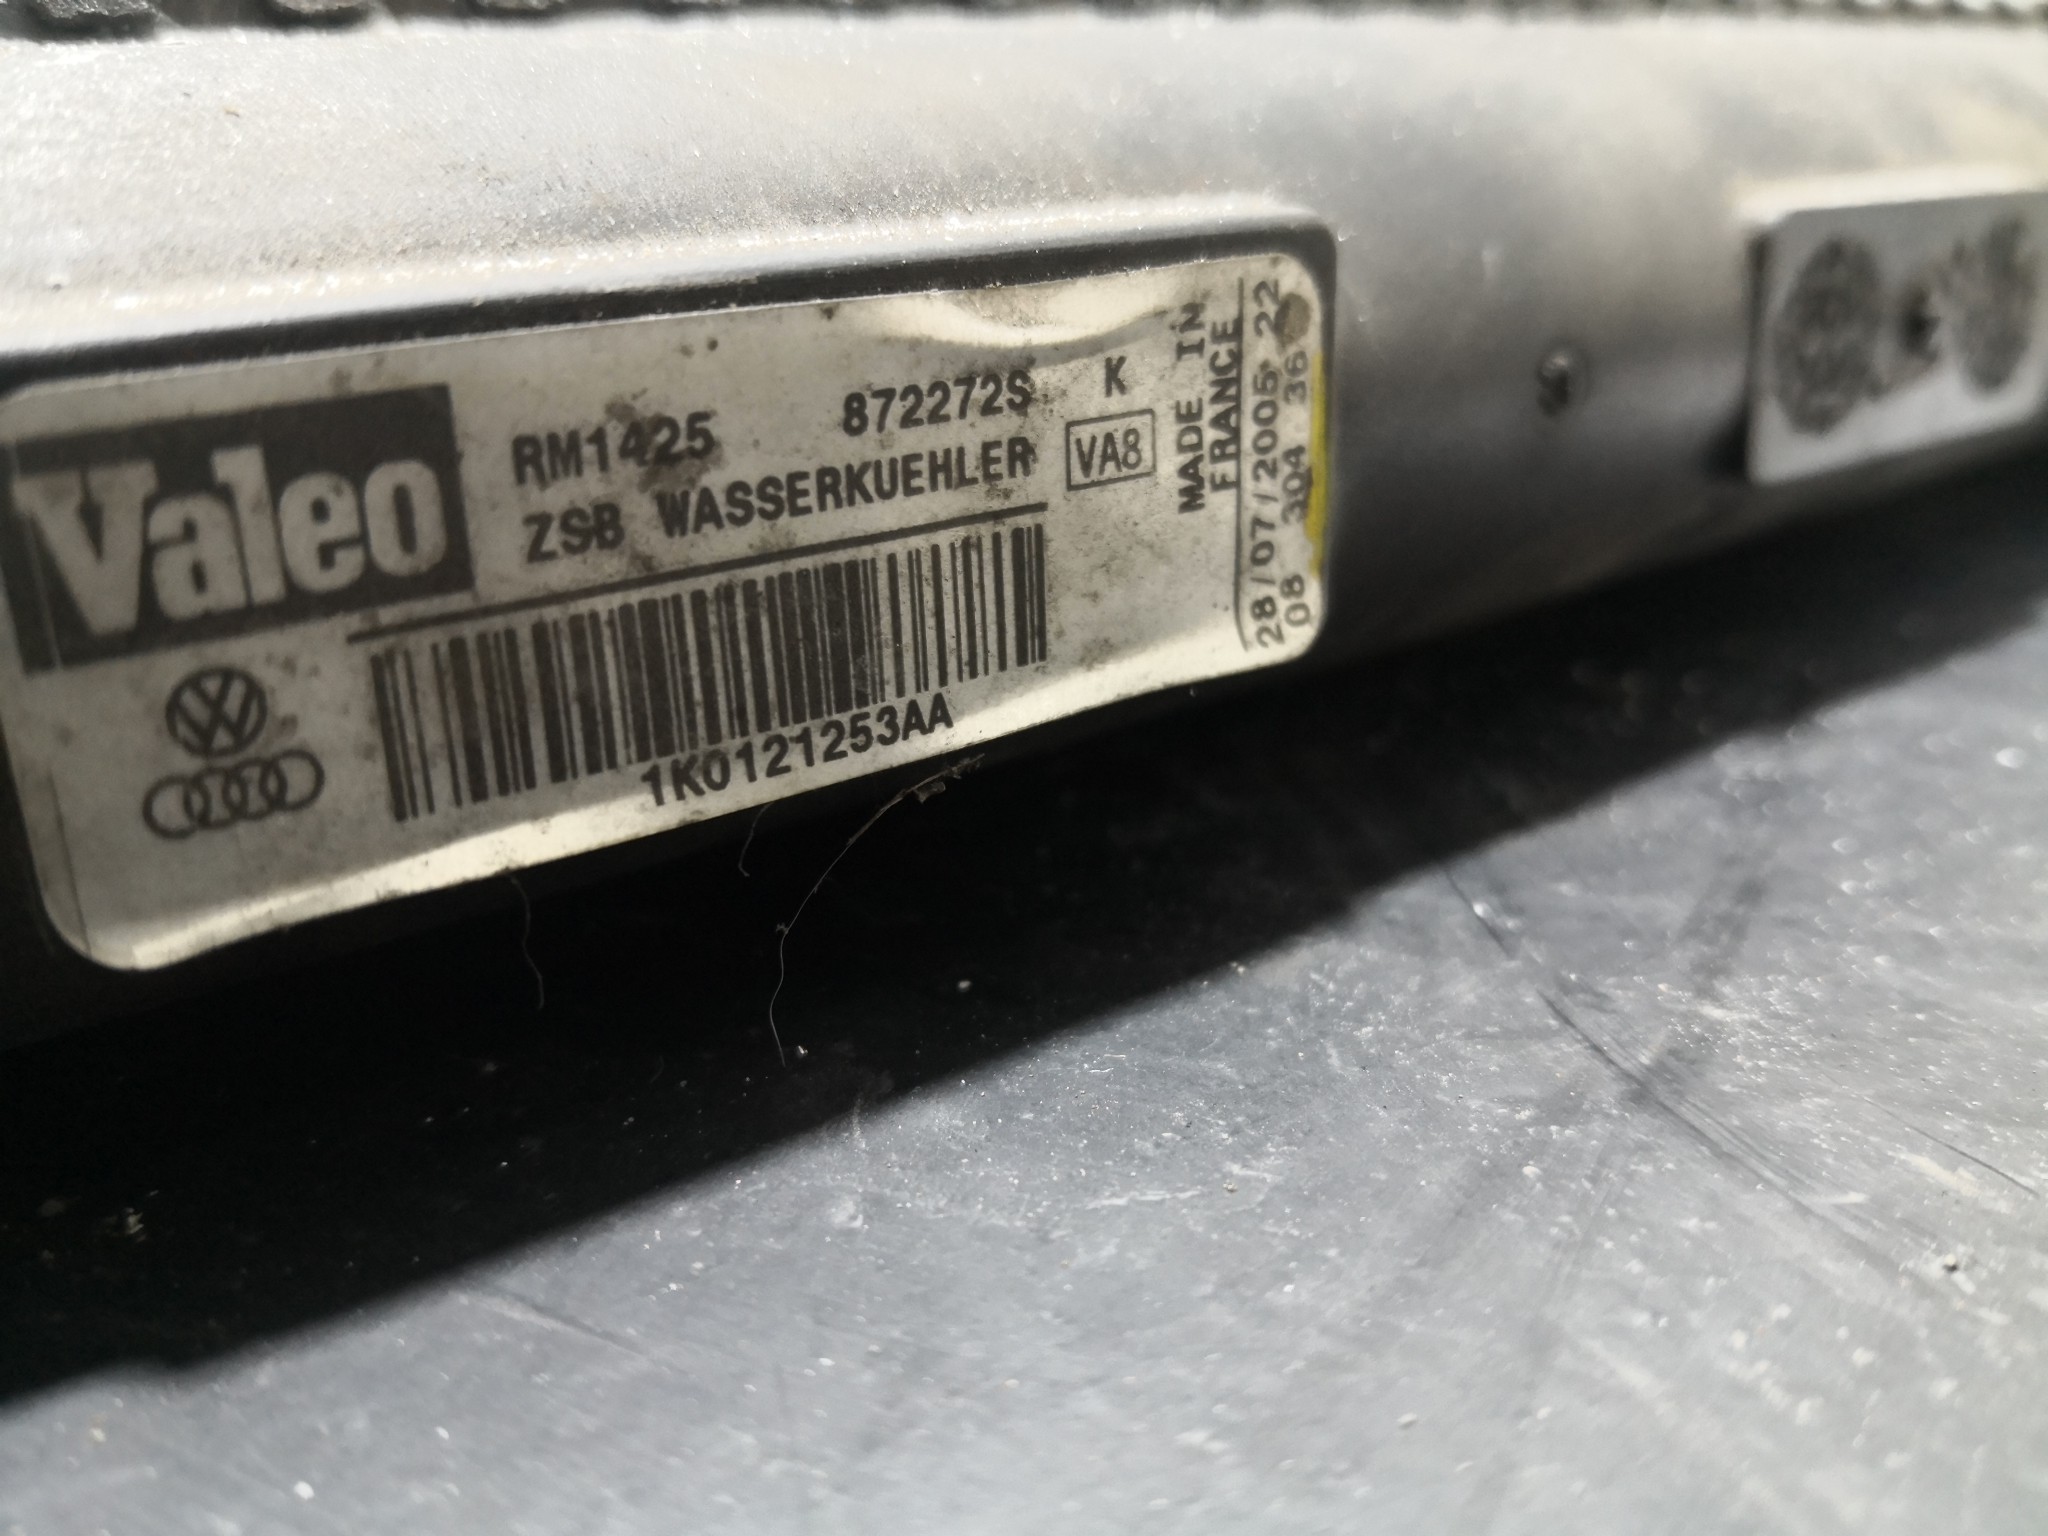 Valeo
RM1425 872272S K
ZSB WASSERKUEHLER VA8
1K0121253AA
MADE IN
FRANCE
28/07/2005 22
08 304 36